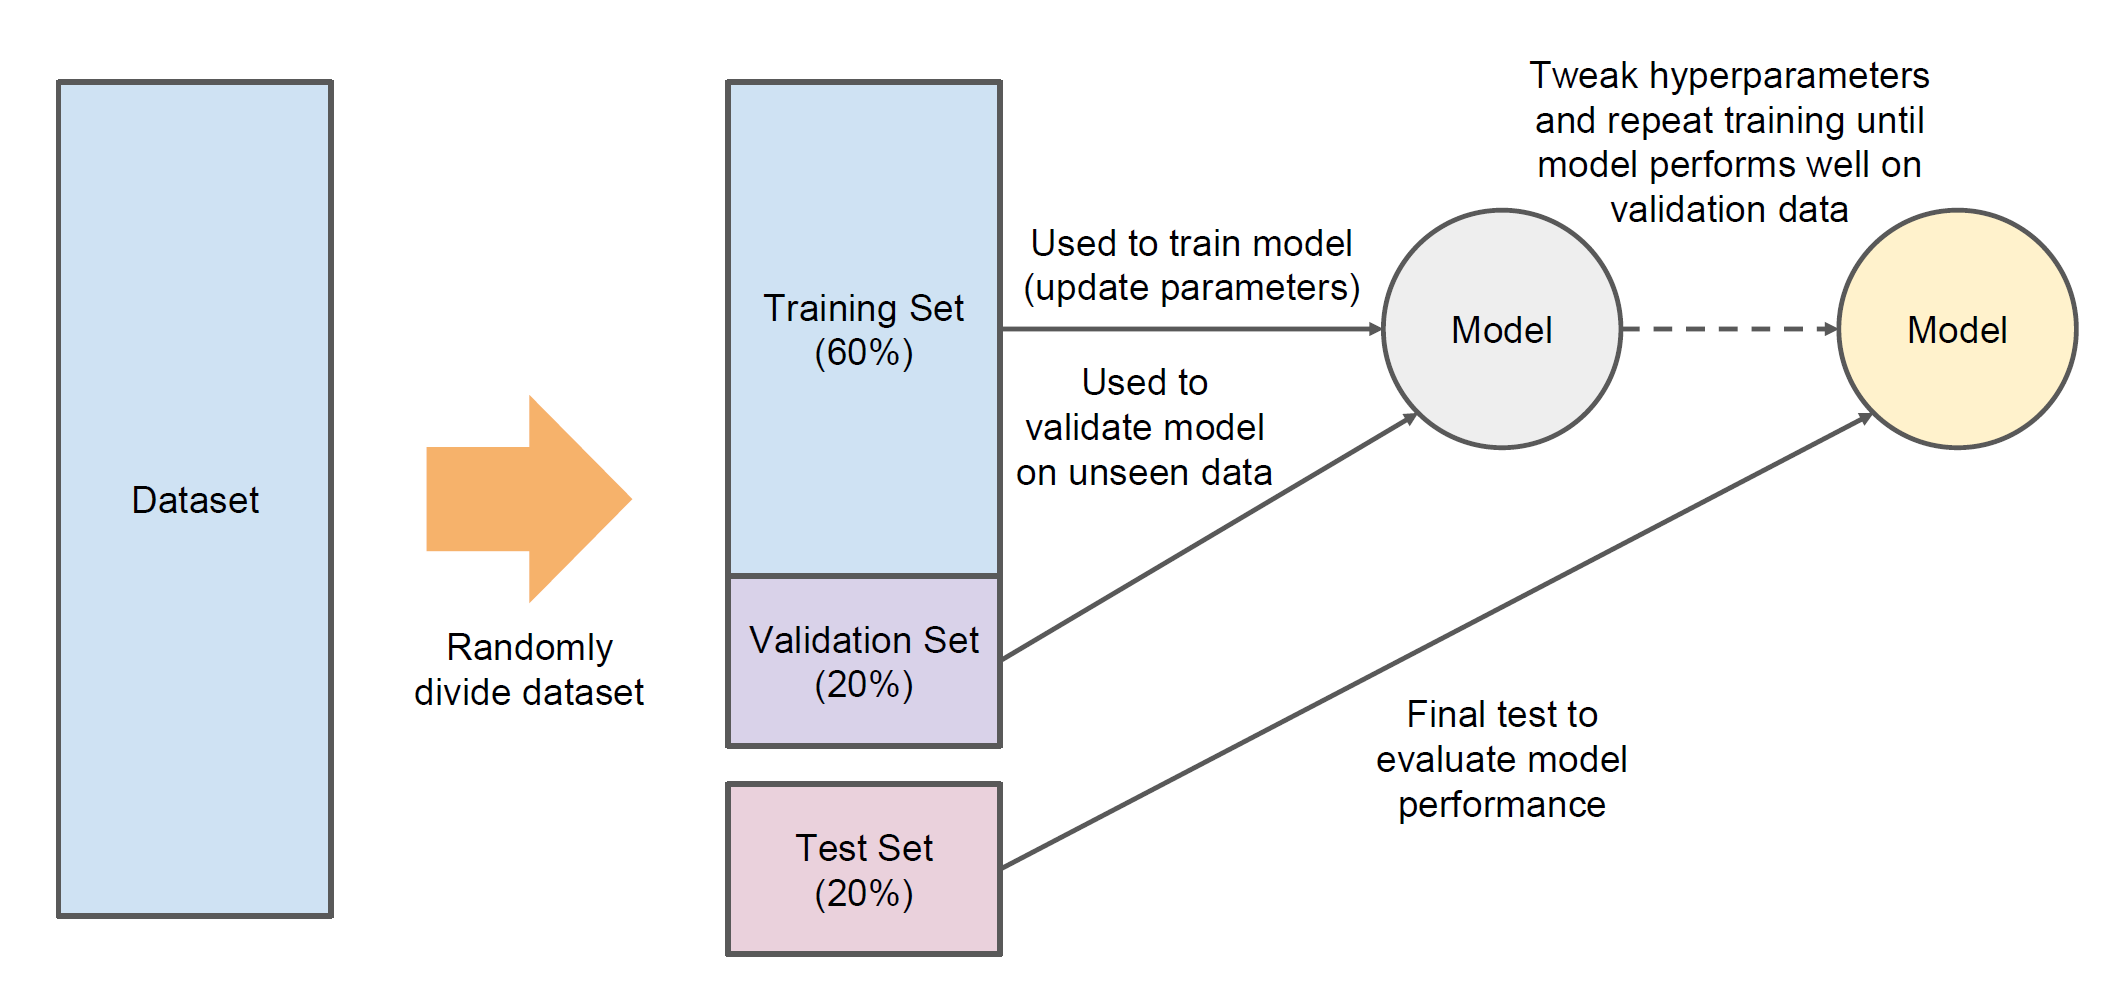 Dataset
Randomly
divide dataset
Training Set
(60%)
Validation Set
(20%)
Test Set
(20%)
Used to train model
(update parameters)
Used to
validate model
on unseen data
Model
Tweak hyperparameters
and repeat training until
model performs well on
validation data
Model
Final test to
evaluate model
performance